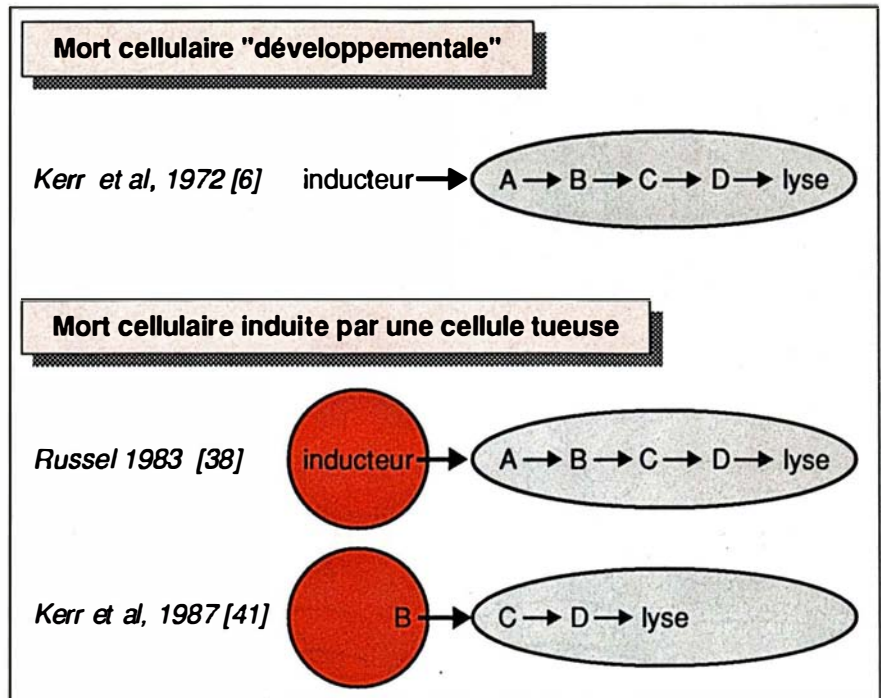 Mort cellulaire "développementale"
Kerr et al, 1972 [6] inducteur → A → B → C → D → lyse
Mort cellulaire induite par une cellule tueuse
Russel 1983 [38] inducteur → A → B → C → D → lyse
Kerr et al, 1987 [41] B → C → D → lyse